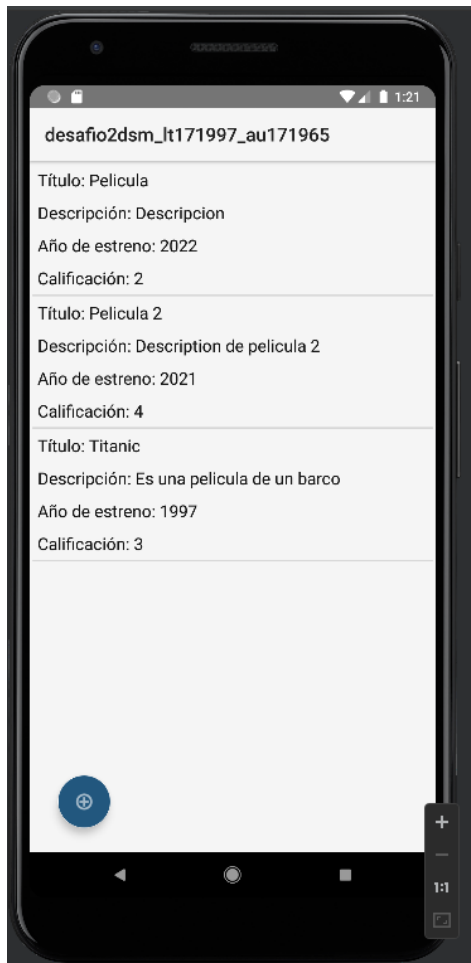 1:21
desafio2dsm_lt171997_au171965
Título: Pelicula
Descripción: Descripcion
Año de estreno: 2022
Calificación: 2
Título: Pelicula 2
Descripción: Description de pelicula 2
Año de estreno: 2021
Calificación: 4
Título: Titanic
Descripción: Es una pelicula de un barco
Año de estreno: 1997
Calificación: 3
1:1